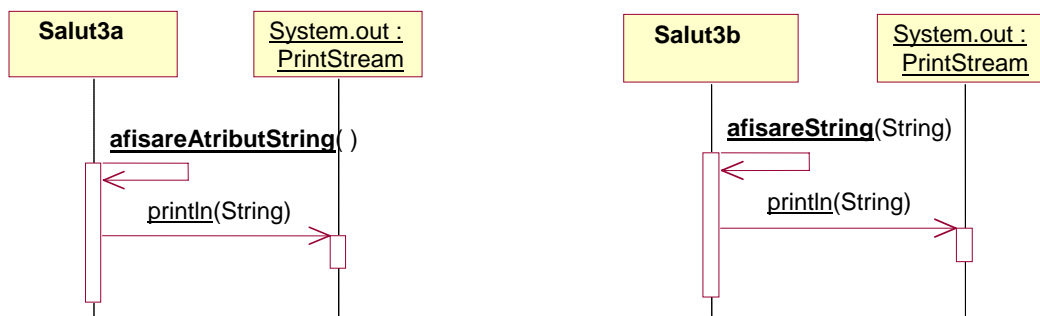 Salut3a
System.out :
PrintStream
afisareAtributString( )
println(String)
Salut3b
System.out :
PrintStream
afisareString(String)
println(String)